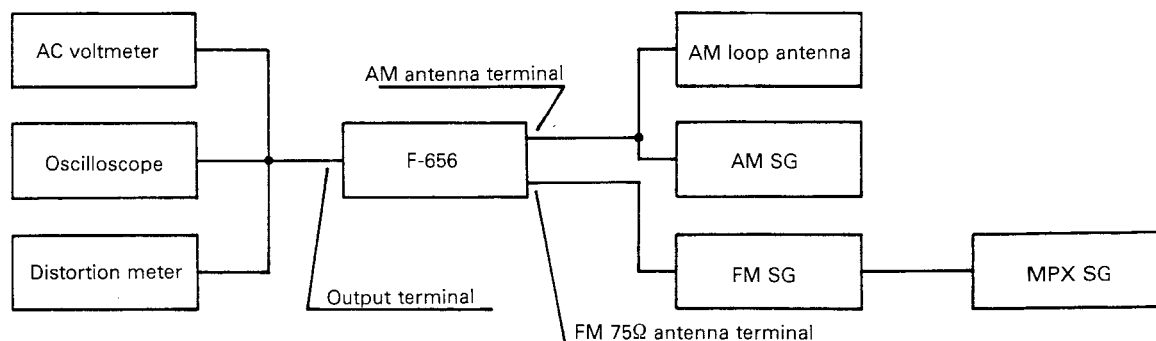 AC voltmeter
AM loop antenna
AM antenna terminal
Oscilloscope
F-656
AM SG
Distortion meter
Output terminal
FM SG
MPX SG
FM 75Ω antenna terminal